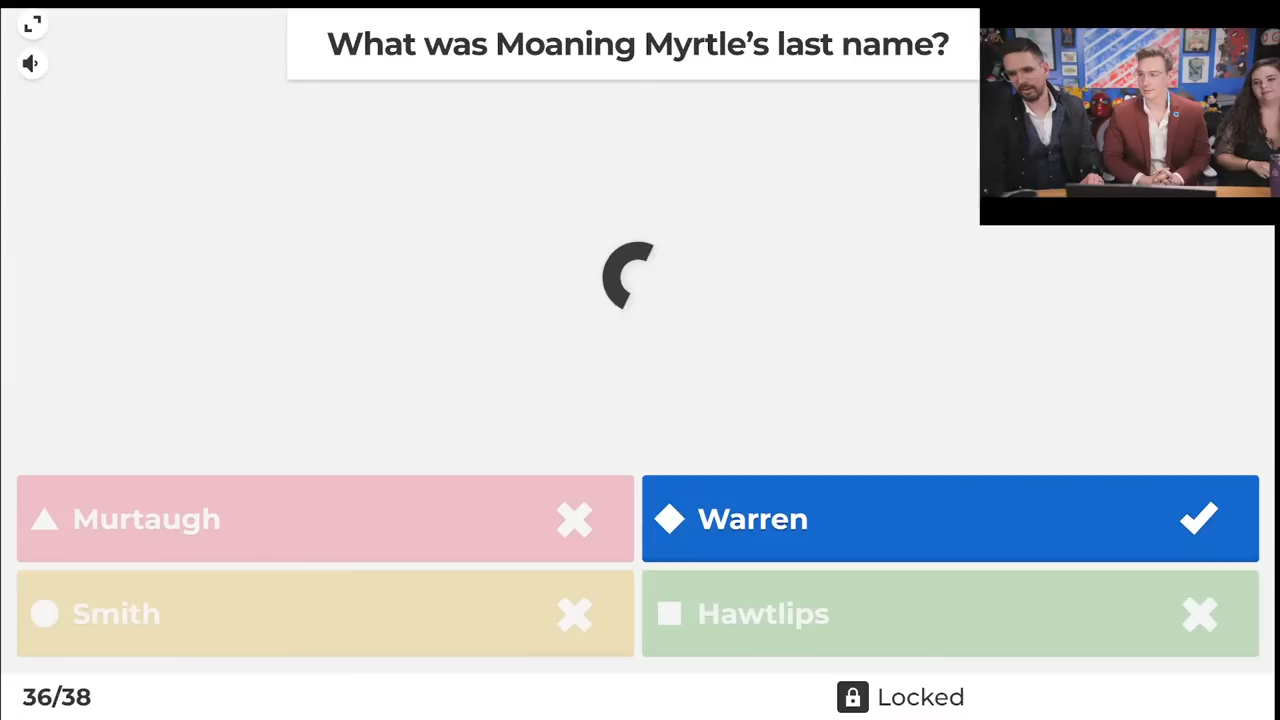 What was Moaning Myrtle's last name?
Murtaugh
Warren
Smith
Hawtlips
36/38
Locked